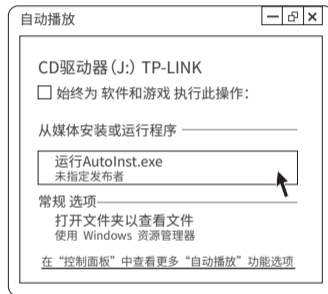 自动播放
CD驱动器(J:) TP-LINK
始终为 软件和游戏 执行此操作：
从媒体安装或运行程序
运行AutoInst.exe
未指定发布者
常规 选项
打开文件夹以查看文件
使用 Windows 资源管理器
在“控制面板”中查看更多“自动播放”功能选项